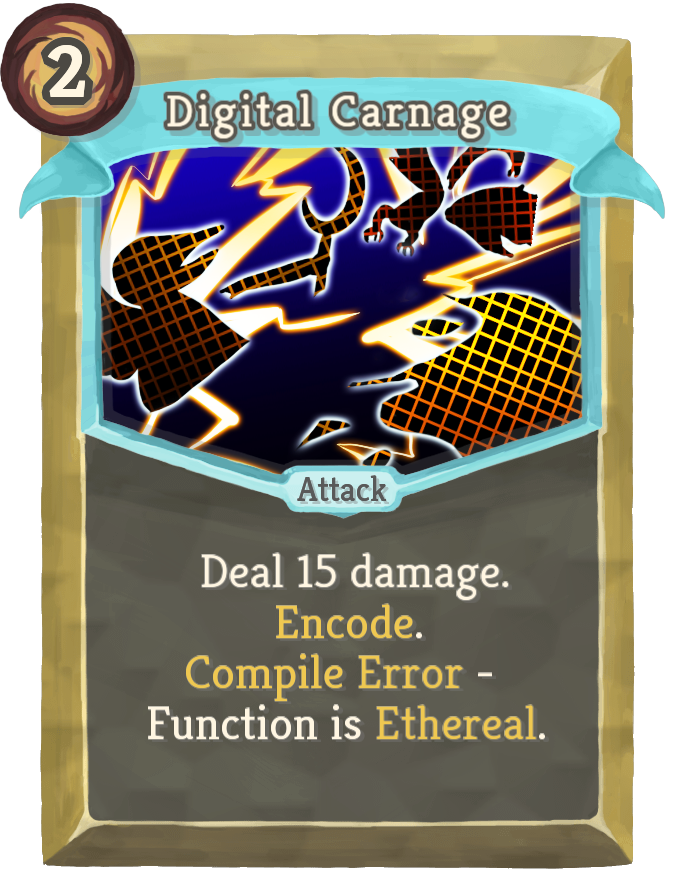 2
Digital Carnage
Attack
Deal 15 damage.
Encode.
Compile Error -
Function is Ethereal.